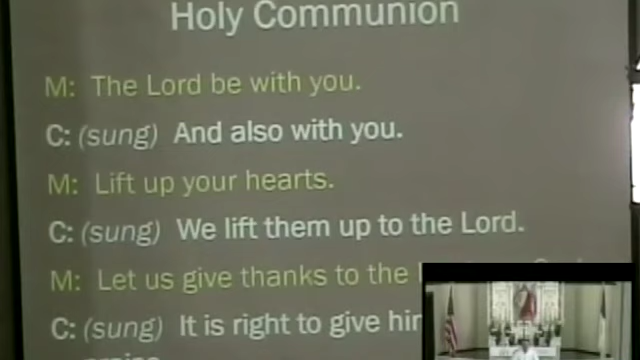 Holy Communion
M: The Lord be with you.
C: (sung) And also with you.
M: Lift up your hearts.
C: (sung) We lift them up to the Lord.
M: Let us give thanks to the
C: (sung) It is right to give